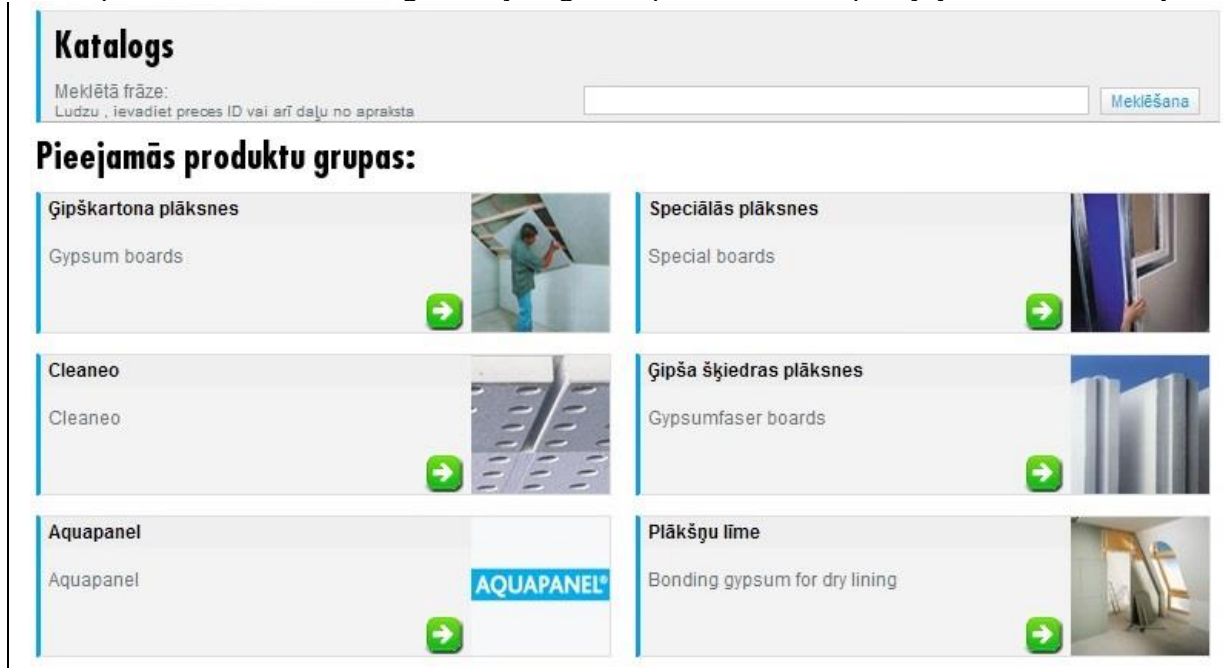 Katalogs
Meklētā frāze:
Ludzu , ievadiet preces ID vai arī daļu no apraksta
Meklēšana
Pieejamās produktu grupas:
Ģipškartona plāksnes
Gypsum boards
Speciālās plāksnes
Special boards
Cleaneo
Cleaneo
Ģipša šķiedras plāksnes
Gypsumfaser boards
Aquapanel
Aquapanel
AQUAPANEL®
Plākšņu līme
Bonding gypsum for dry lining